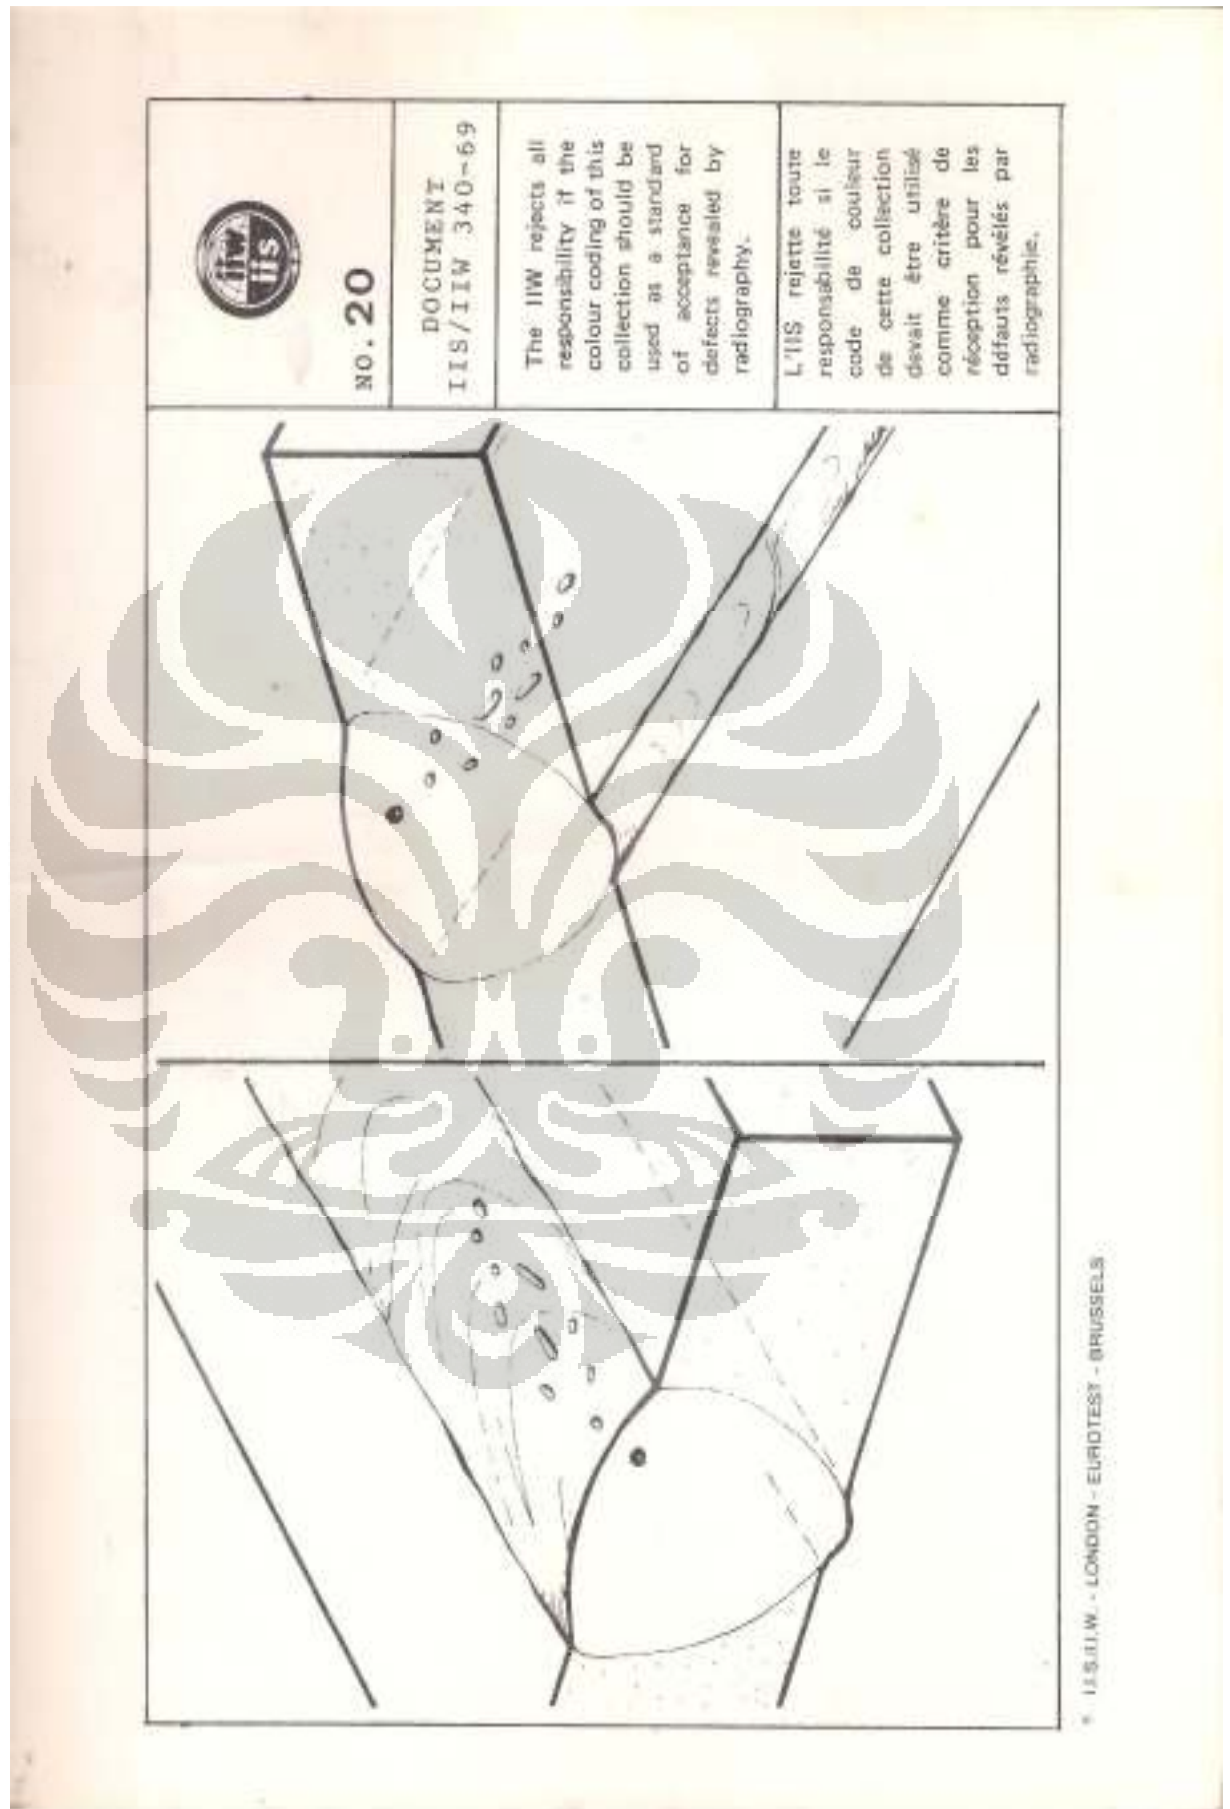 iiw
iis
NO. 20
DOCUMENT
IIS/IIW 340-69
The IIW rejects all
responsibility if the
colour coding of this
collection should be
used as a standard
of acceptance for
defects revealed by
radiography.
L'IIS rejette toute
responsabilité si le
code de couleur
de cette collection
devait être utilisé
comme critère de
réception pour les
ddfauts révélés par
radiographie.
I.I.S./I.I.W. - LONDON - EUROTEST - BRUSSELS